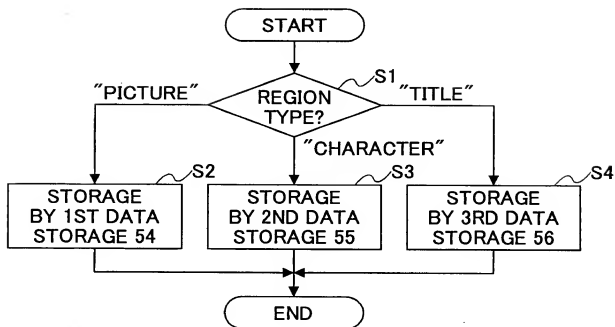 START
S1
"PICTURE"
REGION
TYPE?
"TITLE"
"CHARACTER"
S2
S3
S4
STORAGE
BY 1ST DATA
STORAGE 54
STORAGE
BY 2ND DATA
STORAGE 55
STORAGE
BY 3RD DATA
STORAGE 56
END